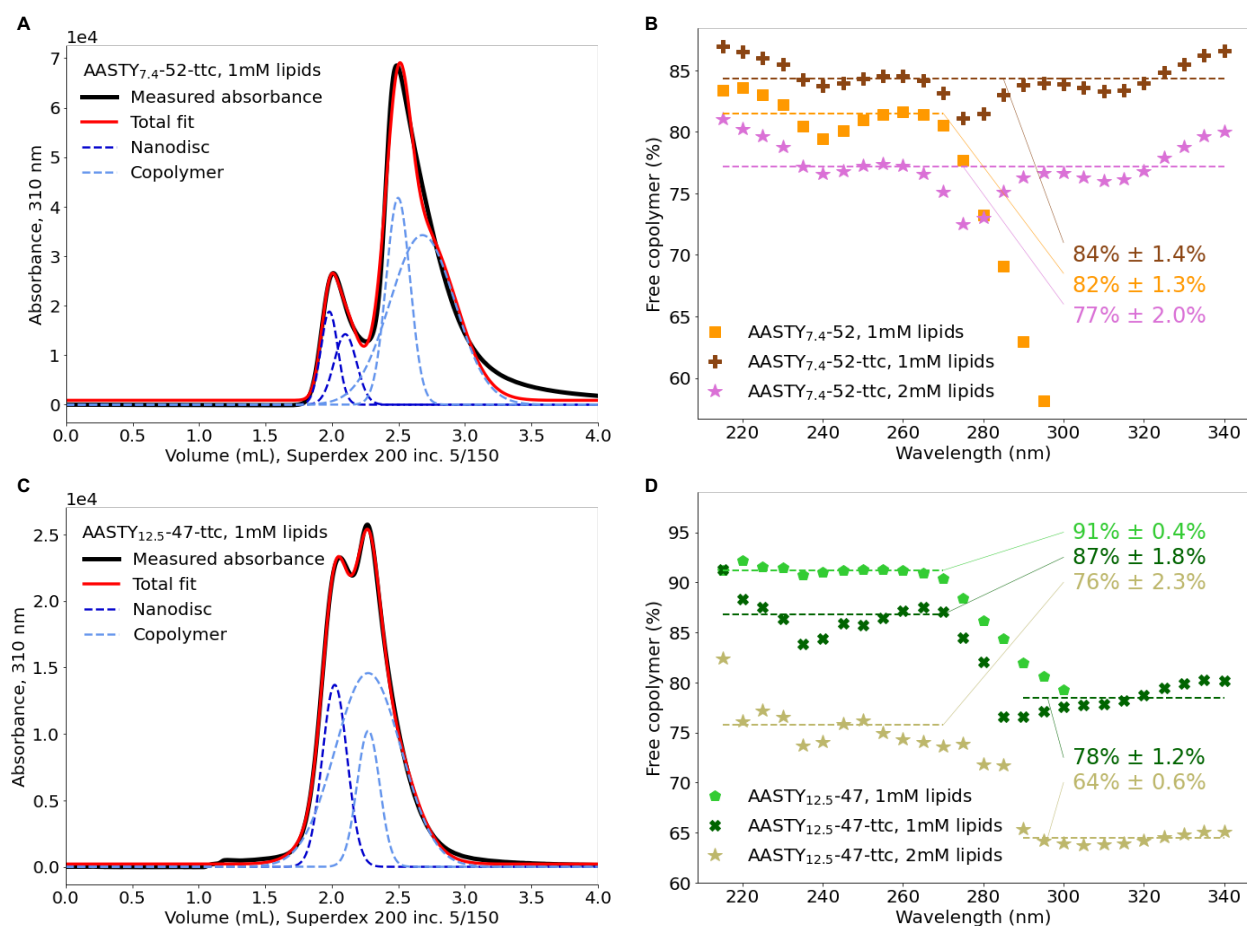 A
1e4
AASTY7.4-52-ttc, 1mM lipids
Measured absorbance
Total fit
Nanodisc
Copolymer
Absorbance, 310 nm
7
6
5
4
3
2
1
0
0.0 0.5 1.0 1.5 2.0 2.5 3.0 3.5 4.0
Volume (mL), Superdex 200 inc. 5/150
B
Free copolymer (%)
85
80
75
70
65
60
84% ± 1.4%
82% ± 1.3%
77% ± 2.0%
AASTY7.4-52, 1mM lipids
AASTY7.4-52-ttc, 1mM lipids
AASTY7.4-52-ttc, 2mM lipids
220 240 260 280 300 320 340
Wavelength (nm)
C
1e4
AASTY12.5-47-ttc, 1mM lipids
Measured absorbance
Total fit
Nanodisc
Copolymer
Absorbance, 310 nm
2.5
2.0
1.5
1.0
0.5
0.0
0.0 0.5 1.0 1.5 2.0 2.5 3.0 3.5 4.0
Volume (mL), Superdex 200 inc. 5/150
D
Free copolymer (%)
95
90
85
80
75
70
65
60
91% ± 0.4%
87% ± 1.8%
76% ± 2.3%
78% ± 1.2%
64% ± 0.6%
AASTY12.5-47, 1mM lipids
AASTY12.5-47-ttc, 1mM lipids
AASTY12.5-47-ttc, 2mM lipids
220 240 260 280 300 320 340
Wavelength (nm)